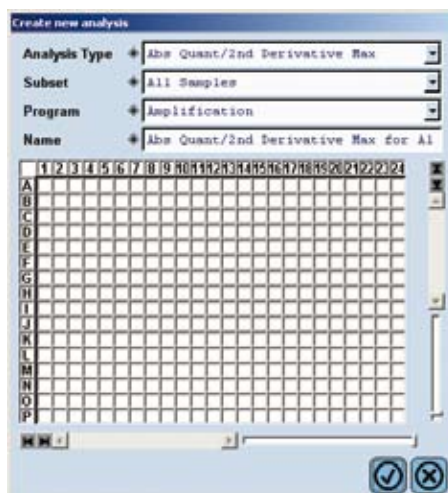 Create new analysis
Analysis Type Abs Quant/2nd Derivative Max
Subset All Samples
Program Amplification
Name Abs Quant/2nd Derivative Max for Al
1 2 3 4 5 6 7 8 9 10 11 12 13 14 15 16 17 18 19 20 21 22 23 24
A
B
C
D
E
F
G
H
I
J
K
L
M
N
O
P